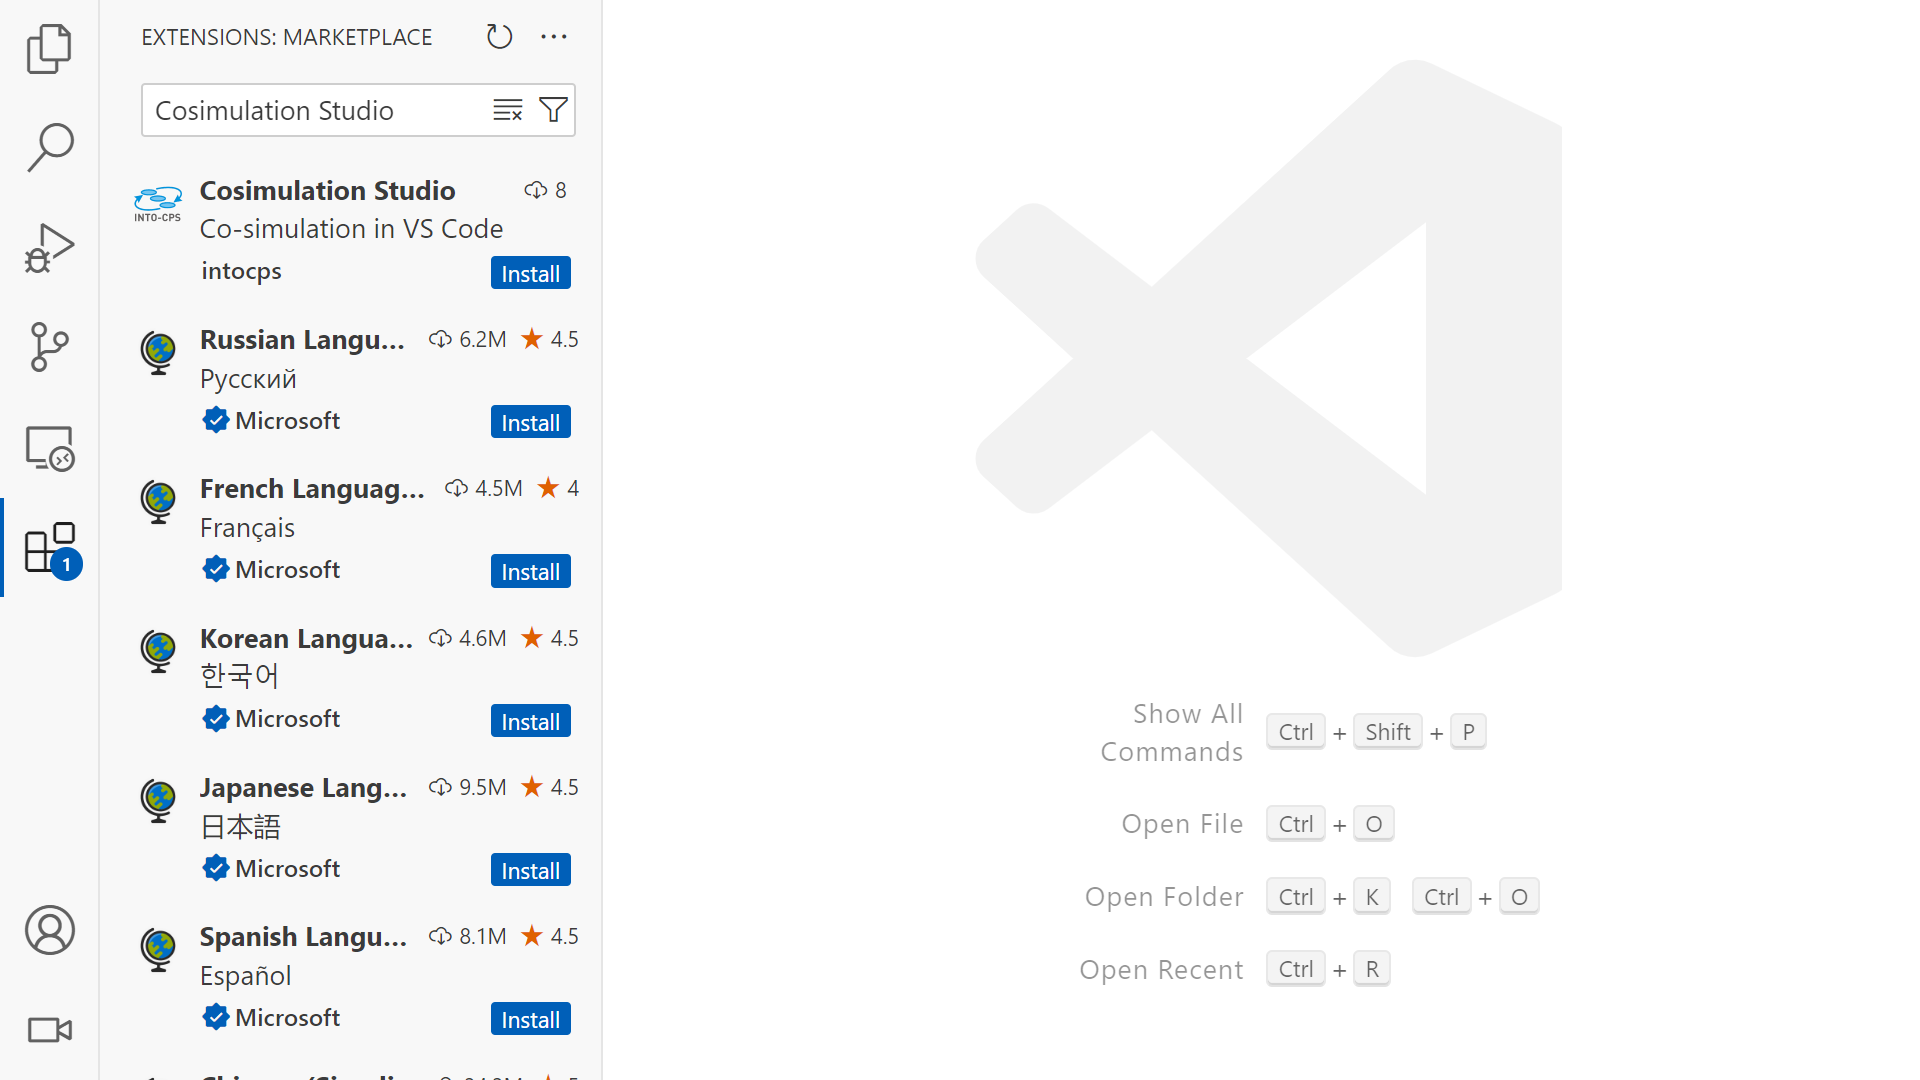 EXTENSIONS: MARKETPLACE
Cosimulation Studio
Cosimulation Studio 8
INTO-CPS
Co-simulation in VS Code
intocps Install
Russian Langu... 6.2M ★ 4.5
Русский
Microsoft Install
French Languag... 4.5M ★ 4
Français
Microsoft Install
1
Korean Langua... 4.6M ★ 4.5
한국어
Microsoft Install
Japanese Lang... 9.5M ★ 4.5
日本語
Microsoft Install
Spanish Langu... 8.1M ★ 4.5
Español
Microsoft Install
Show All
Commands Ctrl + Shift + P
Open File Ctrl + O
Open Folder Ctrl + K Ctrl + O
Open Recent Ctrl + R